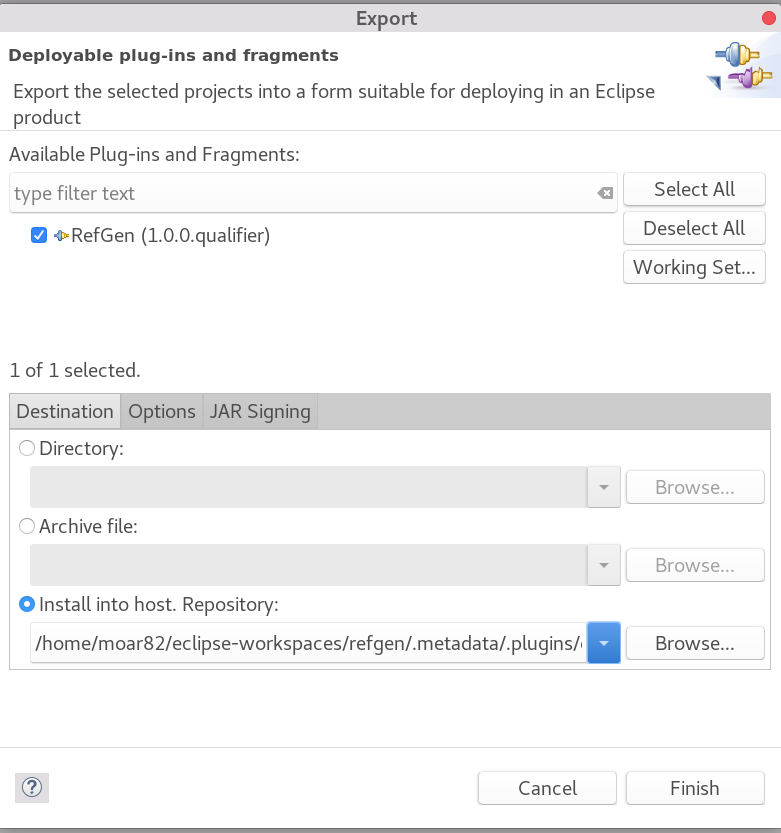 Export
Deployable plug-ins and fragments
Export the selected projects into a form suitable for deploying in an Eclipse
product
Available Plug-ins and Fragments:
type filter text
Select All
RefGen (1.0.0.qualifier)
Deselect All
Working Set...
1 of 1 selected.
Destination Options JAR Signing
Directory:
Browse...
Archive file:
Browse...
Install into host. Repository:
/home/moar82/eclipse-workspaces/refgen/.metadata/.plugins/
Browse...
?
Cancel Finish